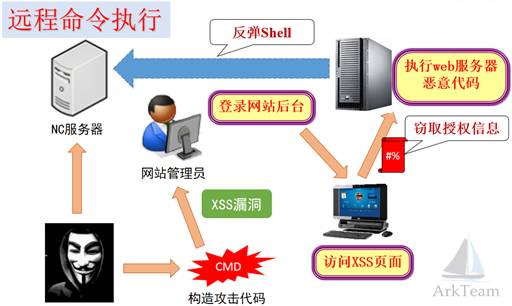 远程命令执行
反弹Shell
执行web服务器
恶意代码
NC服务器
登录网站后台
窃取授权信息
#%
网站管理员
XSS漏洞
CMD
构造攻击代码
访问XSS页面
ArkTeam